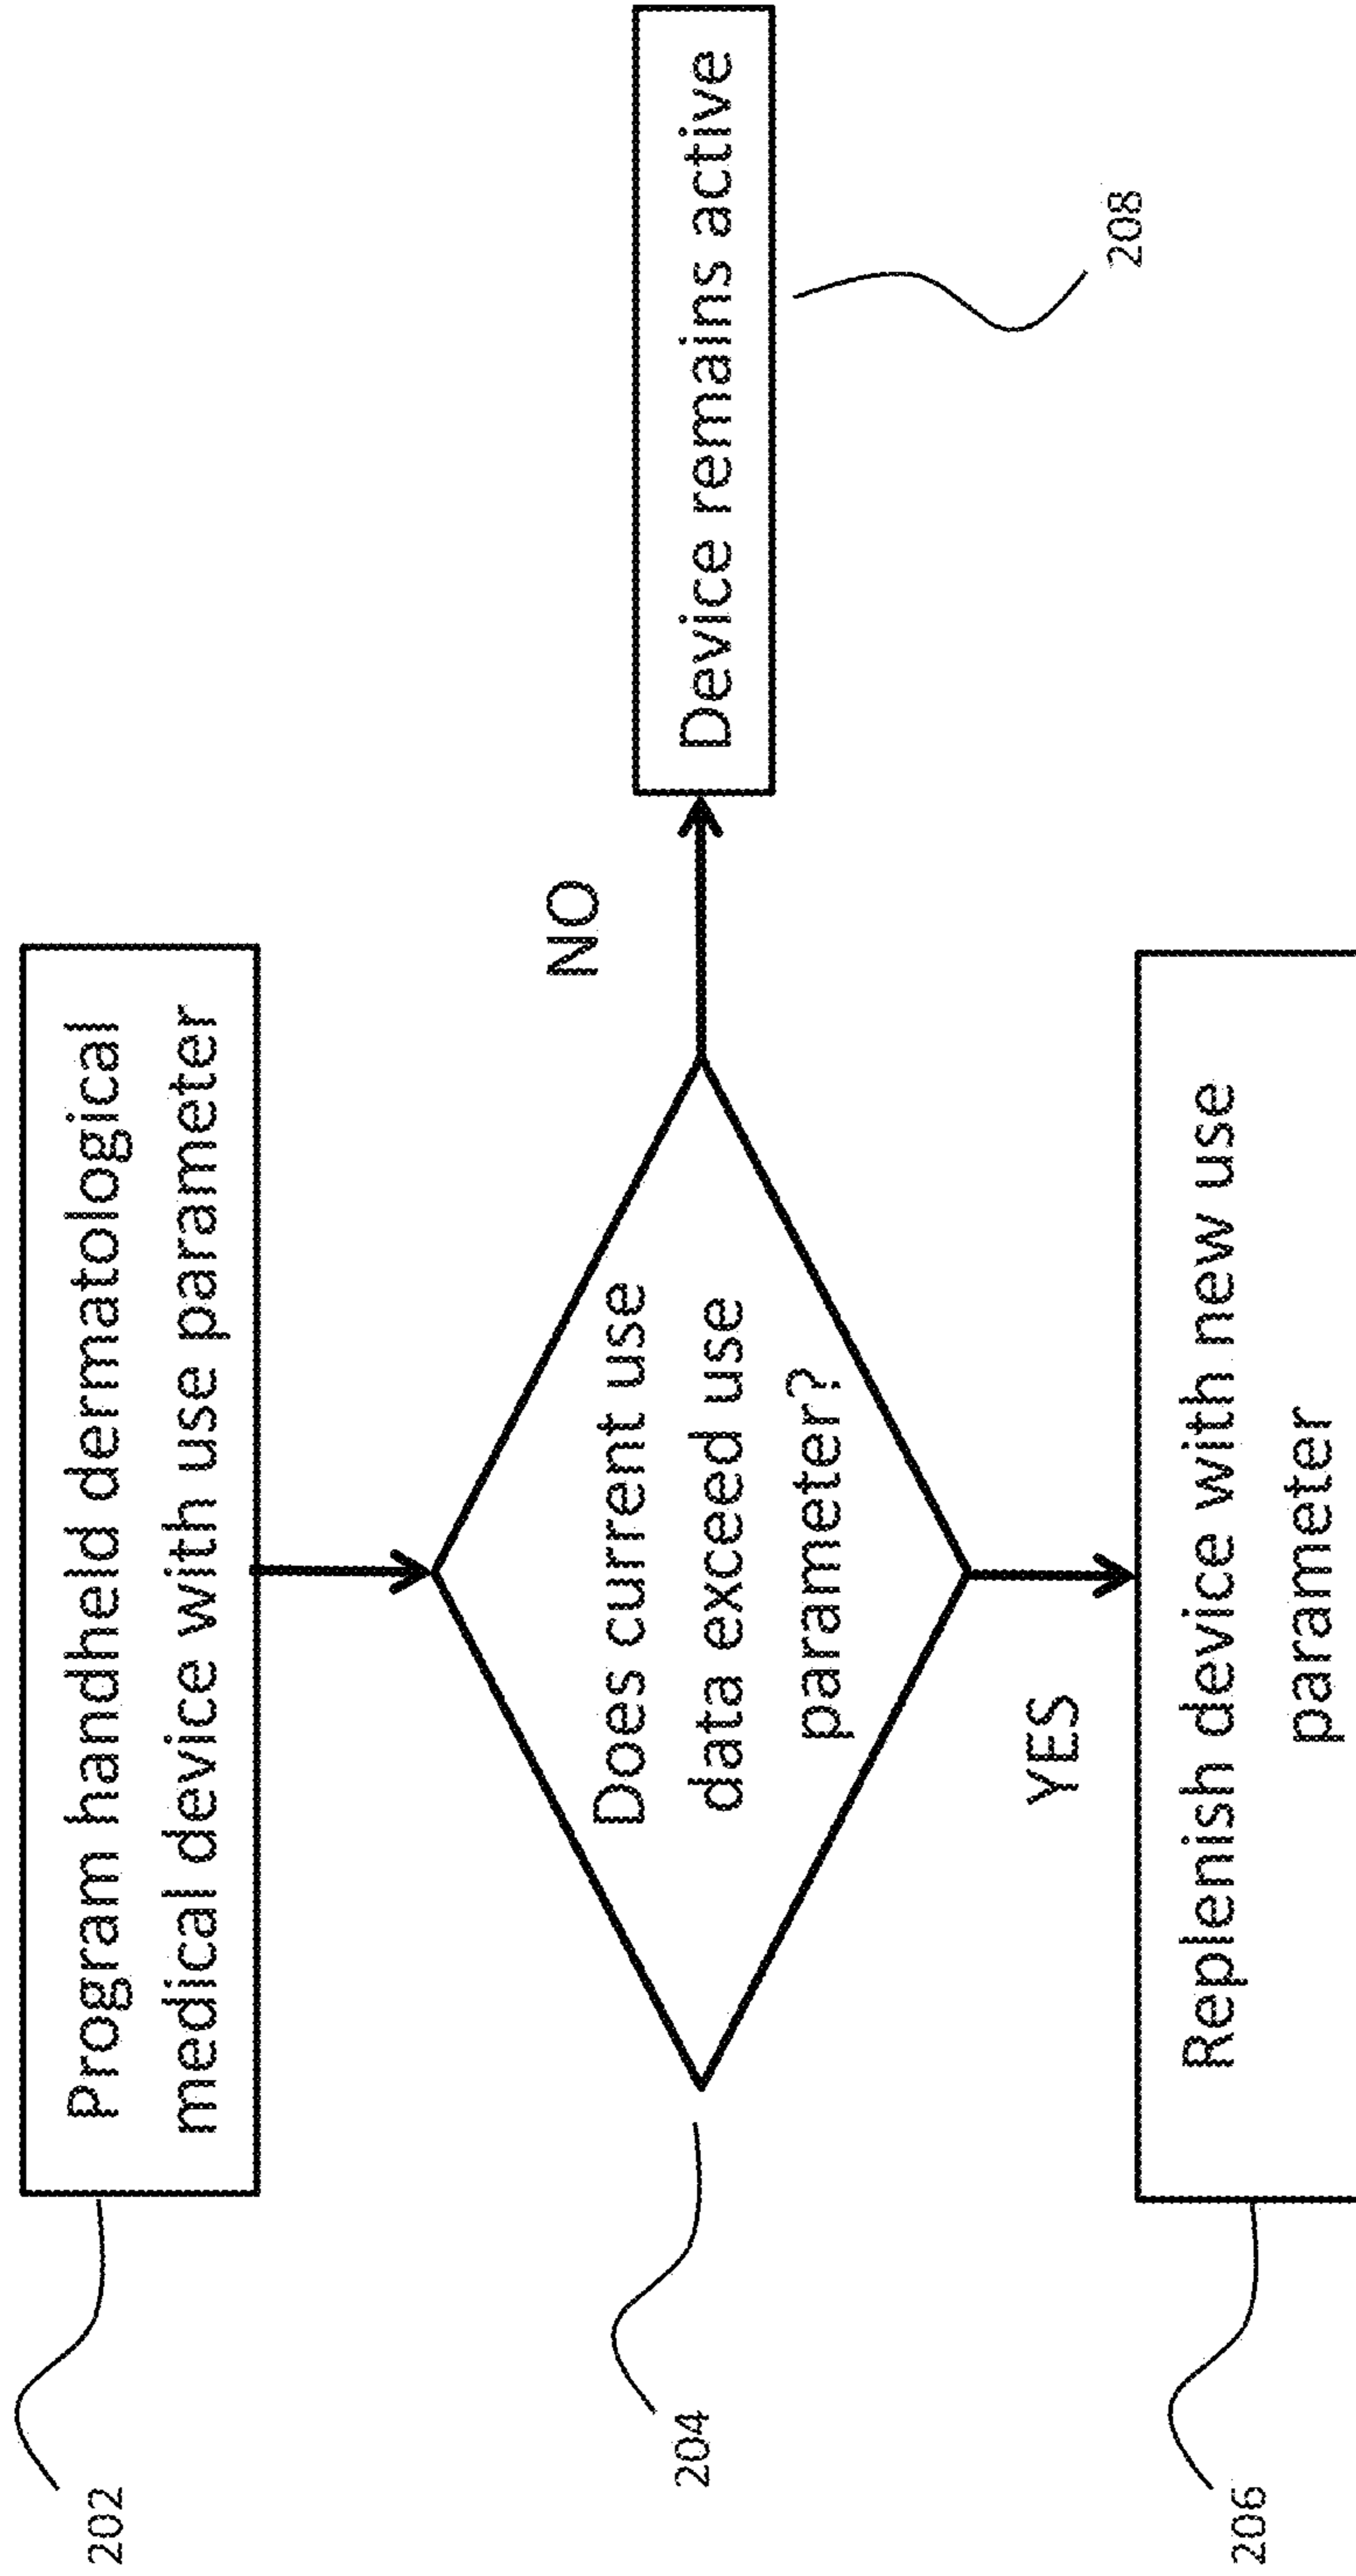 202
Program handheld dermatological
medical device with use parameter
204
Does current use
data exceed use
parameter?
NO
Device remains active
208
YES
206
Replenish device with new use
parameter